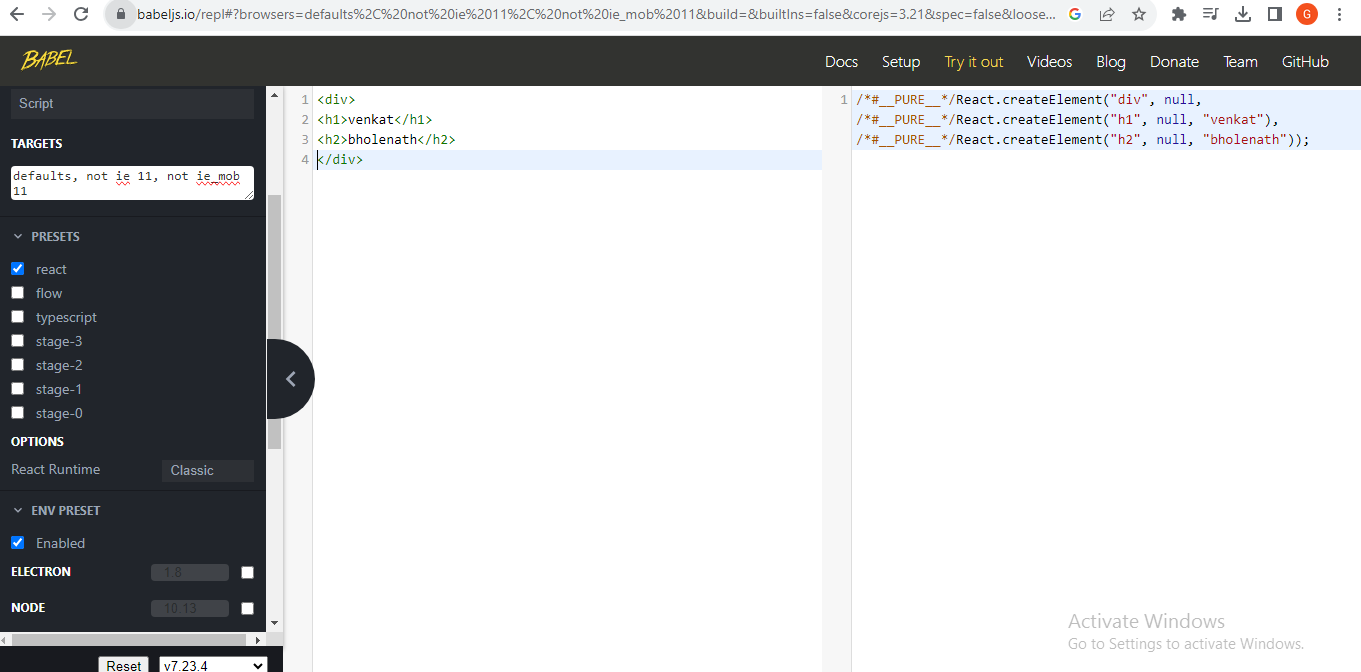 babeljs.io/repl#?browsers=defaults%2C%20not%20ie%2011%2C%20not%20ie_mob%2011&build=&builtIns=false&corejs=3.21&spec=false&loose...
G
G
BABEL
Docs Setup Try it out Videos Blog Donate Team GitHub
Script
TARGETS
defaults, not ie 11, not ie_mob
11
PRESETS
react
flow
typescript
stage-3
stage-2
stage-1
stage-0
OPTIONS
React Runtime Classic
ENV PRESET
Enabled
ELECTRON 1.8
NODE 10.13
Reset v7.23.4
1 <div>
2 <h1>venkat</h1>
3 <h2>bholenath</h2>
4 </div>
1 /*#__PURE__*/React.createElement("div", null,
/*#__PURE__*/React.createElement("h1", null, "venkat"),
/*#__PURE__*/React.createElement("h2", null, "bholenath"));
Activate Windows
Go to Settings to activate Windows.